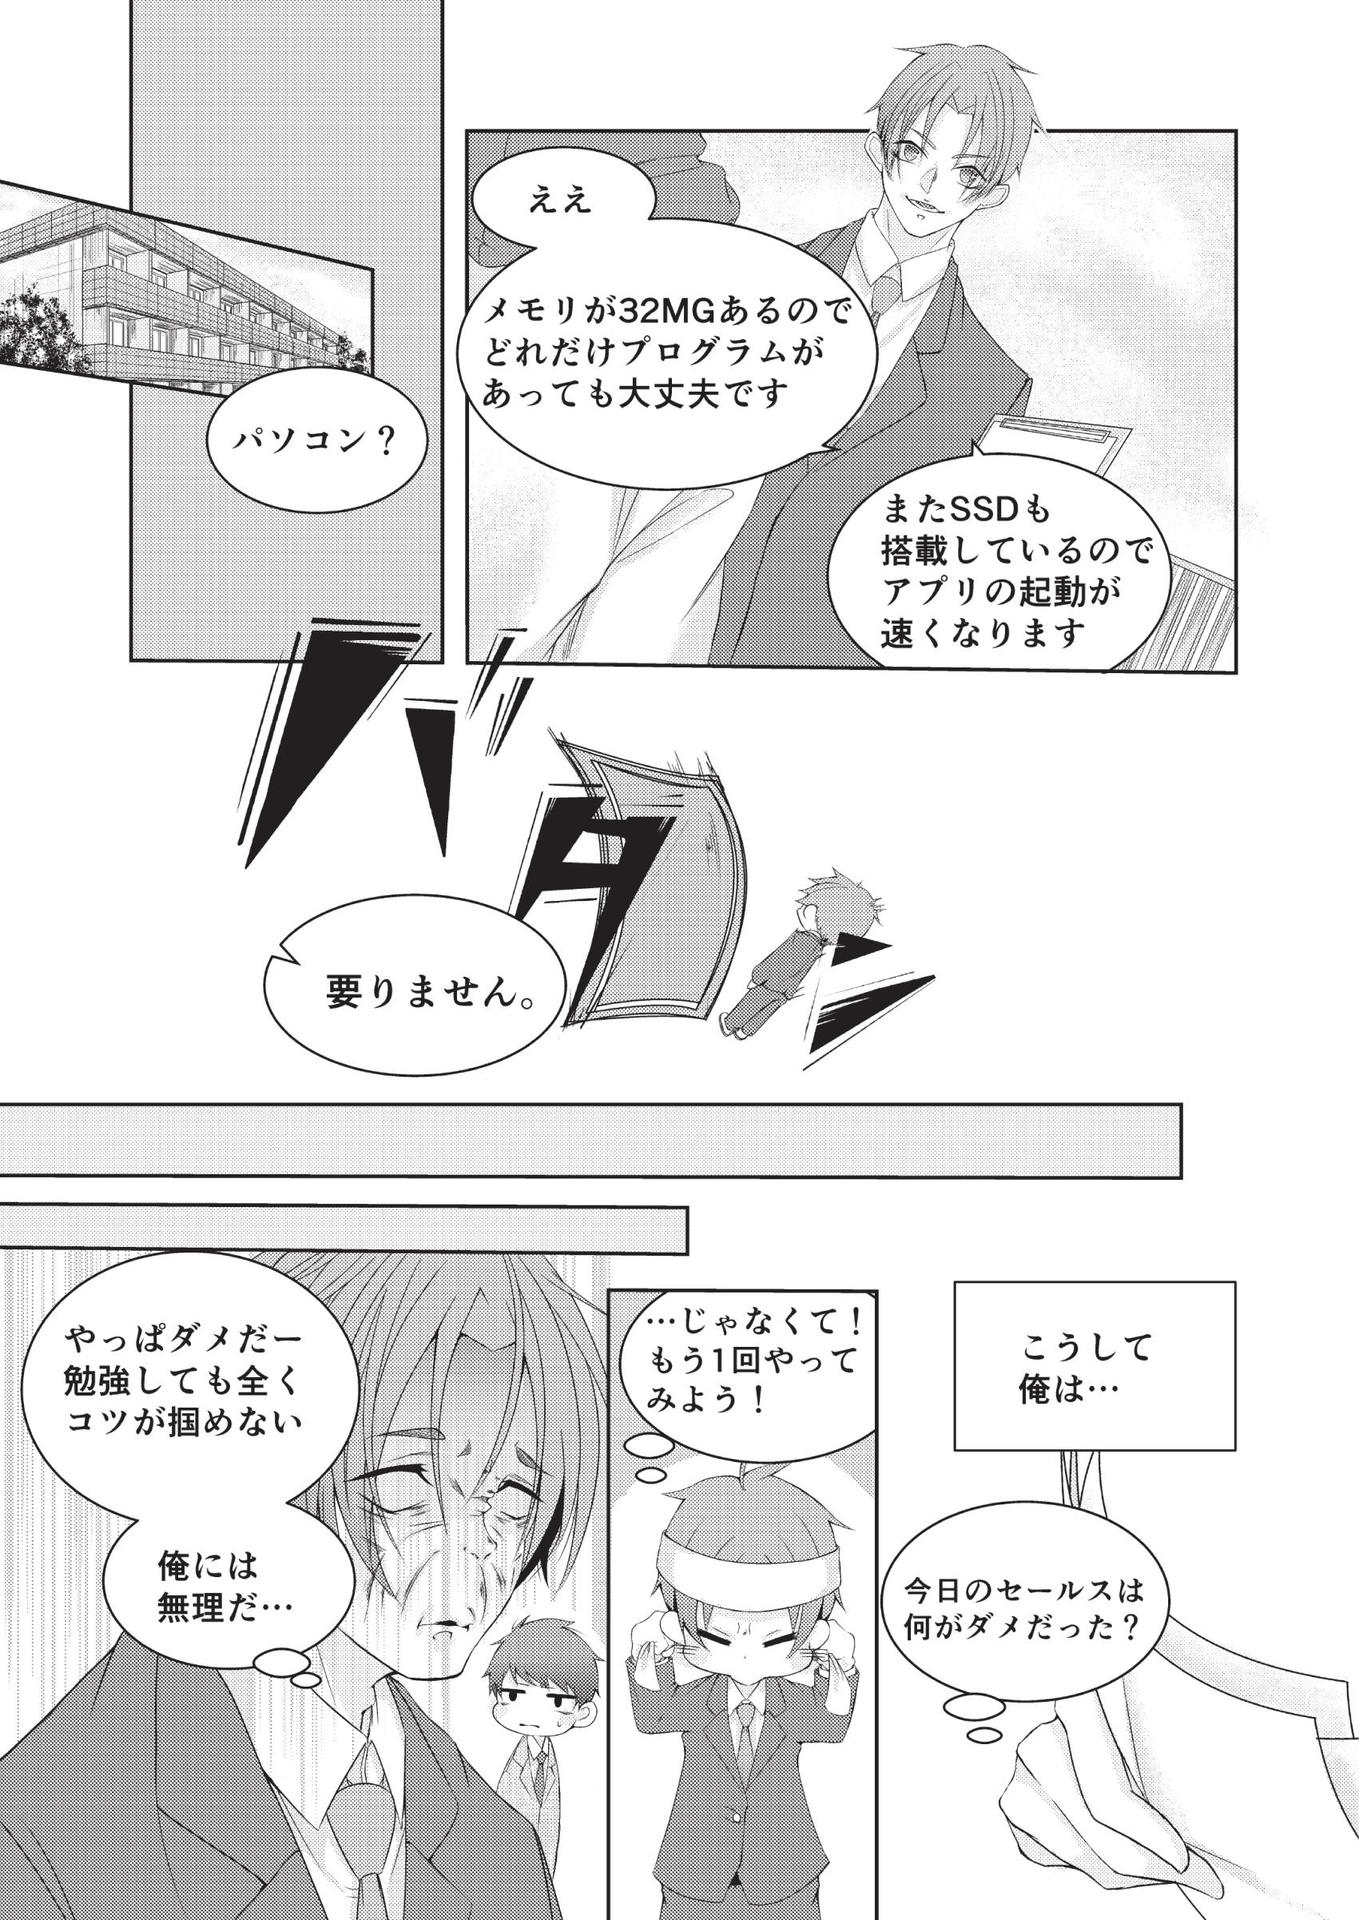 パソコン？
ええ
メモリが32MGあるので
どれだけプログラムが
あっても大丈夫です
またSSDも
搭載しているので
アプリの起動が
速くなります
バタン
要りません。
やっぱダメだー
勉強しても全く
コツが掴めない
俺には
無理だ…
…じゃなくて！
もう1回やって
みよう！
こうして
俺は…
今日のセールスは
何がダメだった？